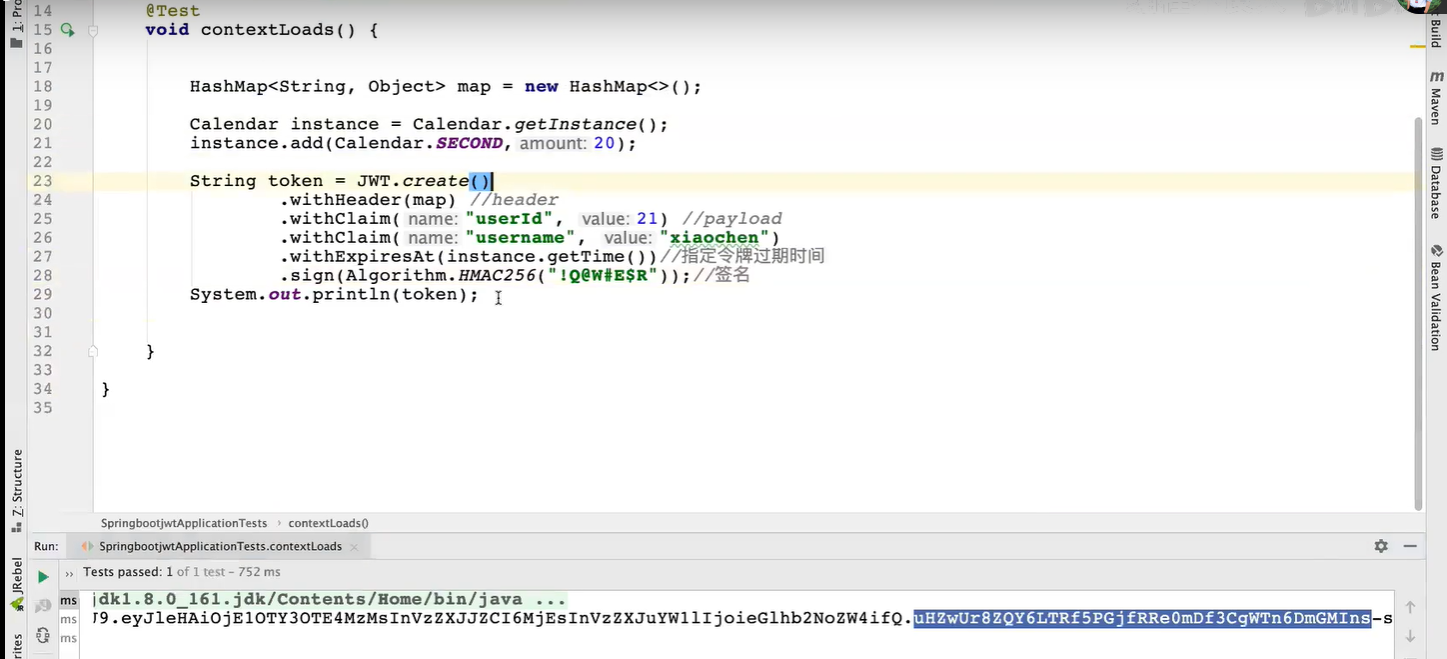 14 @Test
15 void contextLoads() {
16
17
18 HashMap<String, Object> map = new HashMap<>();
19
20 Calendar instance = Calendar.getInstance();
21 instance.add(Calendar.SECOND, amount: 20);
22
23 String token = JWT.create()
24 .withHeader(map) //header
25 .withClaim( name: "userId", value: 21) //payload
26 .withClaim( name: "username", value: "xiaochen")
27 .withExpiresAt(instance.getTime())//指定令牌过期时间
28 .sign(Algorithm.HMAC256("!Q@W#E$R"));//签名
29 System.out.println(token);
30
31
32 }
33
34 }
35
SpringbootjwtApplicationTests › contextLoads()
Run: SpringbootjwtApplicationTests.contextLoads ×
›› Tests passed: 1 of 1 test – 752 ms
ms jdk1.8.0_161.jdk/Contents/Home/bin/java ...
ms J9.eyJleHAiOjE1OTY3OTE4MzMsInVzZXJJZCI6MjEsInVzZXJuYW1lIjoieGlhb2NoZW4ifQ.uHZwUr8ZQY6LTRf5PGjfRRe0mDf3CgWTn6DmGMIns-s
ms
1: Pro
Z: Structure
JRebel
rites
Build
m Maven
Database
Bean Validation